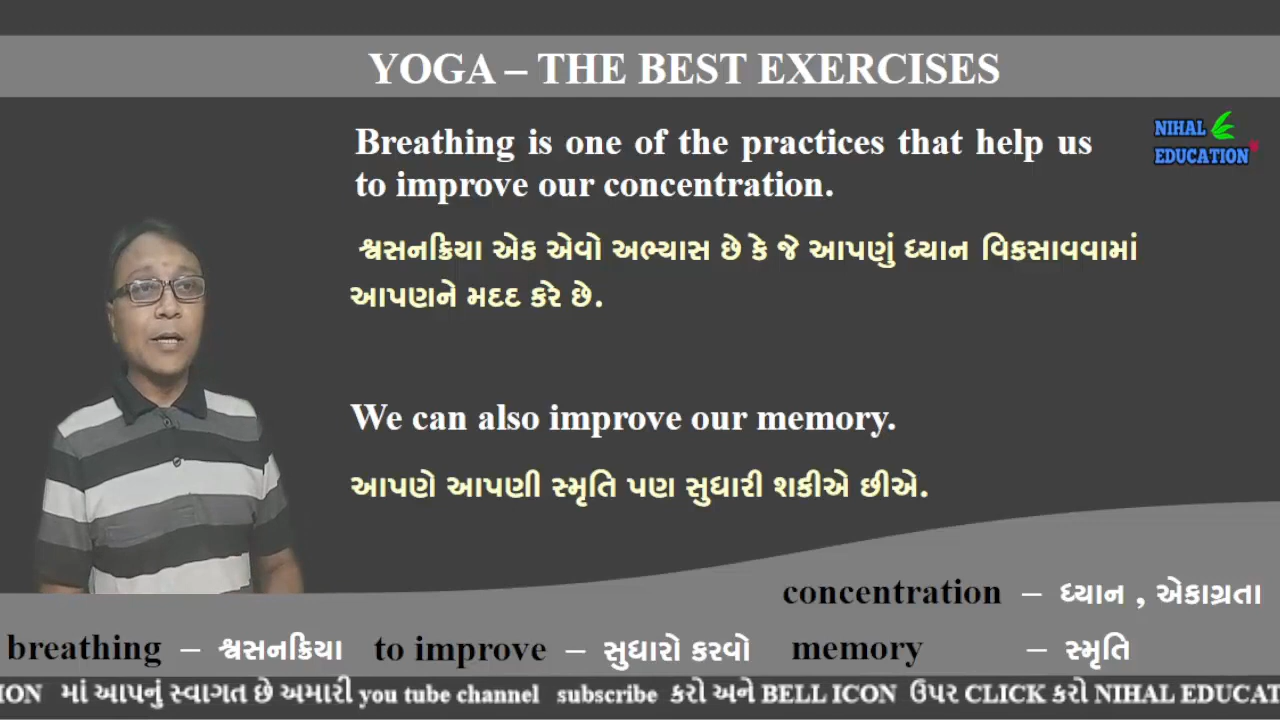 YOGA – THE BEST EXERCISES
NIHAL
EDUCATION
Breathing is one of the practices that help us
to improve our concentration.
શ્વસનક્રિયા એક એવો અભ્યાસ છે કે જે આપણું ધ્યાન વિકસાવવામાં
આપણને મદદ કરે છે.
We can also improve our memory.
આપણે આપણી સ્મૃતિ પણ સુધારી શકીએ છીએ.
concentration – ધ્યાન , એકાગ્રતા
breathing – શ્વસનક્રિયા to improve – સુધારો કરવો memory – સ્મૃતિ
ION માં આપનું સ્વાગત છે અમારી you tube channel subscribe કરો અને BELL ICON ઉપર CLICK કરો NIHAL EDUCAT